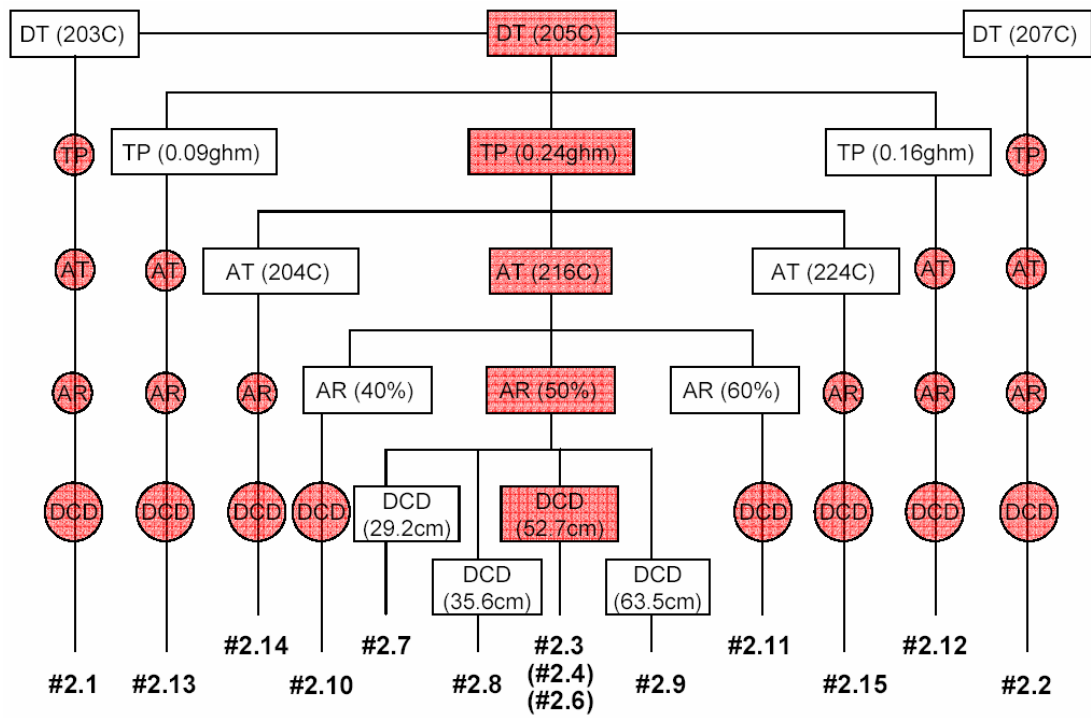 DT (203C)
DT (205C)
DT (207C)
TP
TP (0.09ghm)
TP (0.24ghm)
TP (0.16ghm)
TP
AT
AT
AT (204C)
AT (216C)
AT (224C)
AT
AT
AR
AR
AR
AR (40%)
AR (50%)
AR (60%)
AR
AR
AR
DCD
DCD
DCD
DCD
DCD
(29.2cm)
DCD
(52.7cm)
DCD
DCD
DCD
DCD
DCD
(35.6cm)
DCD
(63.5cm)
#2.14
#2.7
#2.3
(#2.4)
(#2.6)
#2.11
#2.12
#2.1
#2.13
#2.10
#2.8
#2.9
#2.15
#2.2